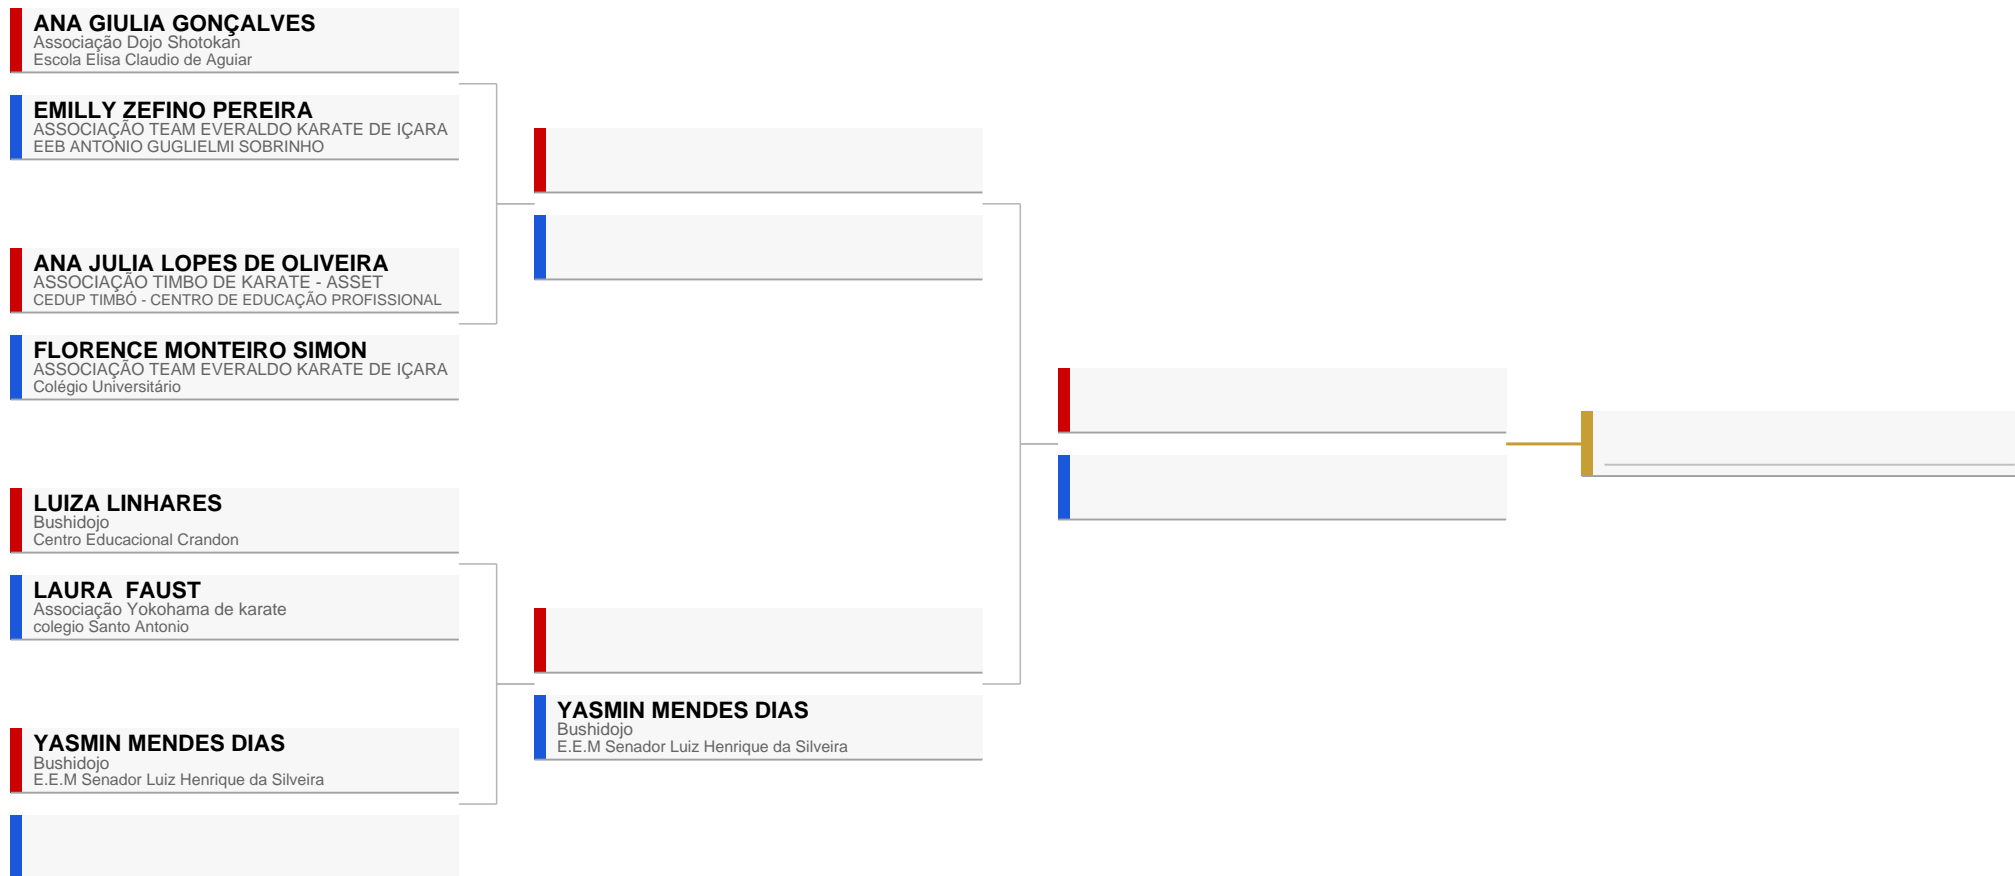 ANA GIULIA GONÇALVES
Associação Dojo Shotokan
Escola Elisa Claudio de Aguiar
EMILLY ZEFINO PEREIRA
ASSOCIAÇÃO TEAM EVERALDO KARATE DE IÇARA
EEB ANTONIO GUGLIELMI SOBRINHO
ANA JULIA LOPES DE OLIVEIRA
ASSOCIAÇÃO TIMBO DE KARATE - ASSET
CEDUP TIMBÓ - CENTRO DE EDUCAÇÃO PROFISSIONAL
FLORENCE MONTEIRO SIMON
ASSOCIAÇÃO TEAM EVERALDO KARATE DE IÇARA
Colégio Universitário
LUIZA LINHARES
Bushidojo
Centro Educacional Crandon
LAURA  FAUST
Associação Yokohama de karate
colegio Santo Antonio
YASMIN MENDES DIAS
Bushidojo
E.E.M Senador Luiz Henrique da Silveira
YASMIN MENDES DIAS
Bushidojo
E.E.M Senador Luiz Henrique da Silveira